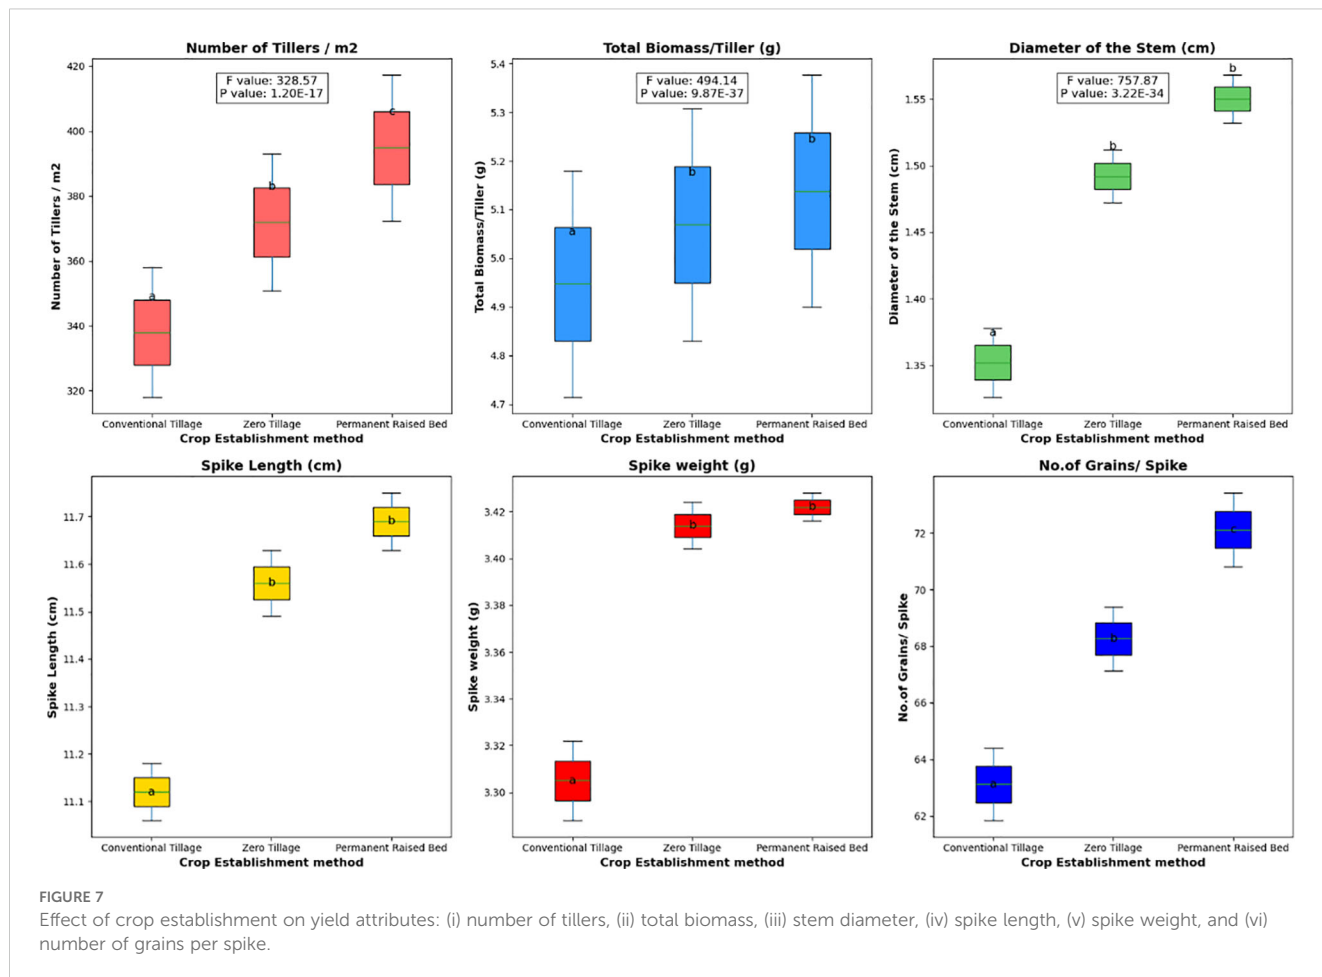 Number of Tillers / m2
F value: 328.57
P value: 1.20E-17
420
400
380
360
340
320
Number of Tillers / m2
a
b
c
Conventional Tillage
Zero Tillage
Permanent Raised Bed
Crop Establishment method
Total Biomass/Tiller (g)
F value: 494.14
P value: 9.87E-37
5.4
5.3
5.2
5.1
5.0
4.9
4.8
4.7
Total Biomass/Tiller (g)
a
b
b
Conventional Tillage
Zero Tillage
Permanent Raised Bed
Crop Establishment method
Diameter of the Stem (cm)
F value: 757.87
P value: 3.22E-34
1.55
1.50
1.45
1.40
1.35
Diameter of the Stem (cm)
a
b
b
Conventional Tillage
Zero Tillage
Permanent Raised Bed
Crop Establishment method
Spike Length (cm)
11.7
11.6
11.5
11.4
11.3
11.2
11.1
Spike Length (cm)
a
b
b
Conventional Tillage
Zero Tillage
Permanent Raised Bed
Crop Establishment method
Spike weight (g)
3.42
3.40
3.38
3.36
3.34
3.32
3.30
Spike weight (g)
a
b
b
Conventional Tillage
Zero Tillage
Permanent Raised Bed
Crop Establishment method
No.of Grains/ Spike
72
70
68
66
64
62
No.of Grains/ Spike
a
b
c
Conventional Tillage
Zero Tillage
Permanent Raised Bed
Crop Establishment method
FIGURE 7
Effect of crop establishment on yield attributes: (i) number of tillers, (ii) total biomass, (iii) stem diameter, (iv) spike length, (v) spike weight, and (vi)
number of grains per spike.